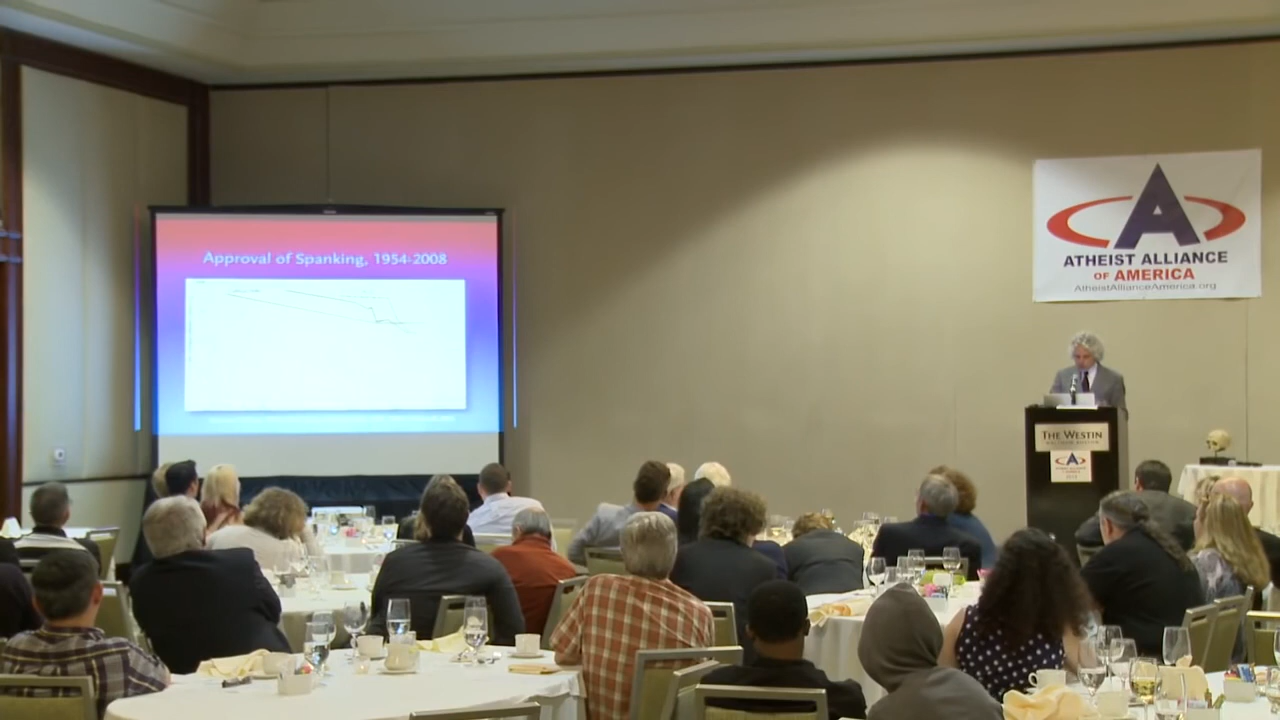 Approval of Spanking, 1954-2008
A
ATHEIST ALLIANCE
OF AMERICA
AtheistAllianceAmerica.org
THE WESTIN
A